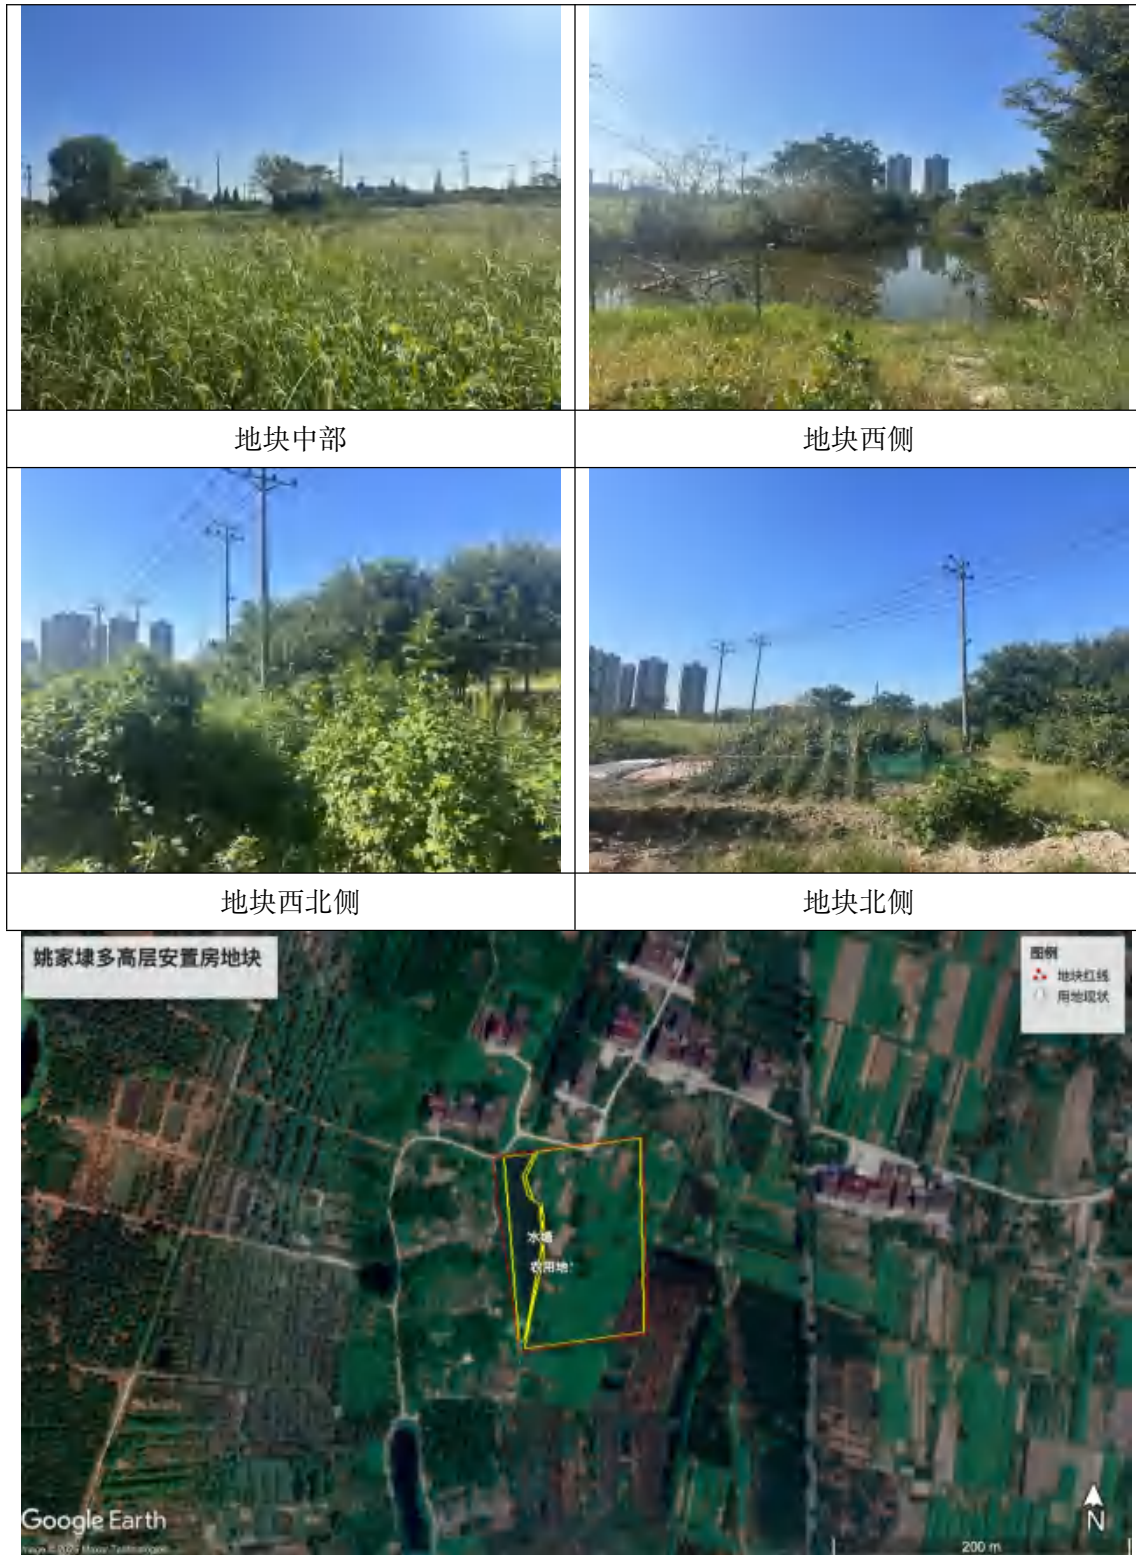 地块中部
地块西侧
地块西北侧
地块北侧
姚家埭多高层安置房地块
图例
地块红线
用地现状
水塘
农用地
Google Earth
N
200 m